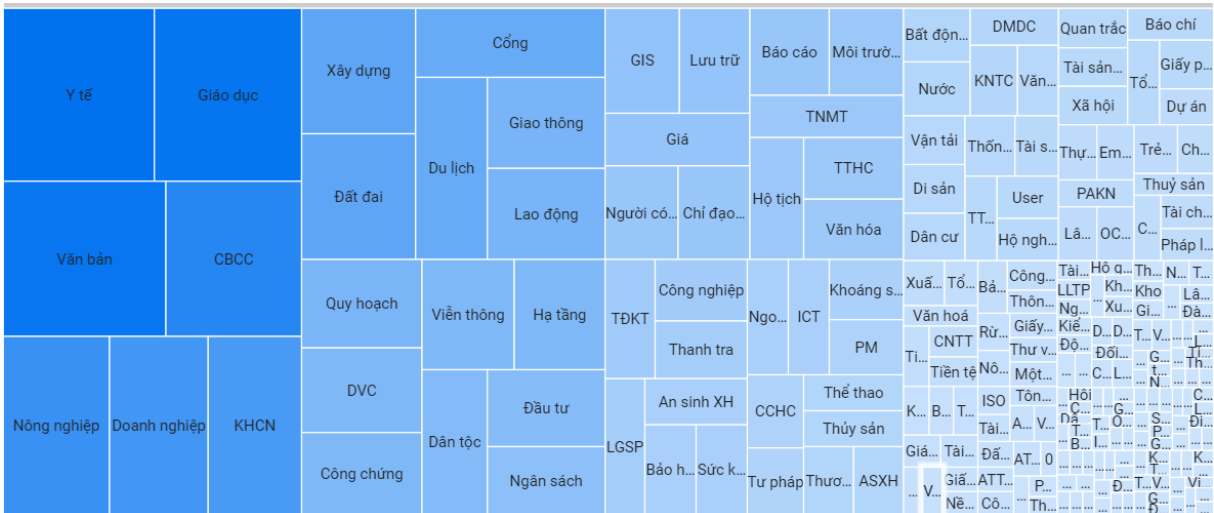 Y tế
Giáo dục
Văn bản
CBCC
Nông nghiệp
Doanh nghiệp
KHCN
Xây dựng
Đất đai
Cổng
Du lịch
Giao thông
Lao động
Quy hoạch
DVC
Công chứng
Viễn thông
Hạ tầng
Dân tộc
Đầu tư
Ngân sách
GIS
Lưu trữ
Giá
Người có...
Chỉ đạo...
Báo cáo
Môi trườ...
TNMT
Hộ tịch
TTHC
Văn hóa
TĐKT
Công nghiệp
Thanh tra
LGSP
An sinh XH
Bảo h...
Sức k...
Ngo...
ICT
Khoáng s...
PM
CCHC
Thể thao
Thủy sản
Tư pháp
Thươ...
ASXH
Bất độn...
Nước
DMDC
KNTC
Văn...
Quan trắc
Tài sản...
Xã hội
Báo chí
Tổ...
Giấy p...
Dự án
Vận tải
Di sản
Dân cư
Thốn...
Tài s...
TT...
User
Hộ ngh...
Thự...
Em...
PAKN
Lâ...
OC...
Trẻ...
Ch...
Thuỷ sản
C...
Tài ch...
Pháp l...
Xuấ...
Tổ...
Văn hoá
Ti...
CNTT
Tiền tệ
Bả...
Công...
Thôn...
Rừ...
Giấy...
Thư v...
Nô...
Một...
K...
B...
T...
ISO
Tôn...
Tài...
A...
V...
Giá...
Tài...
Đấ...
AT...
0
...
V...
Giấ...
ATT...
Nề...
Cô...
...
P...
Th...
Tài...
LLTP
Ng...
Hộ q...
Kh...
Xu...
Th...
Kho
Gi...
N...
T...
Lâ...
Đà...
Kiể...
Độ...
D...
D...
Đối...
C...
L...
T...
V...
G...
N...
L...
Th...